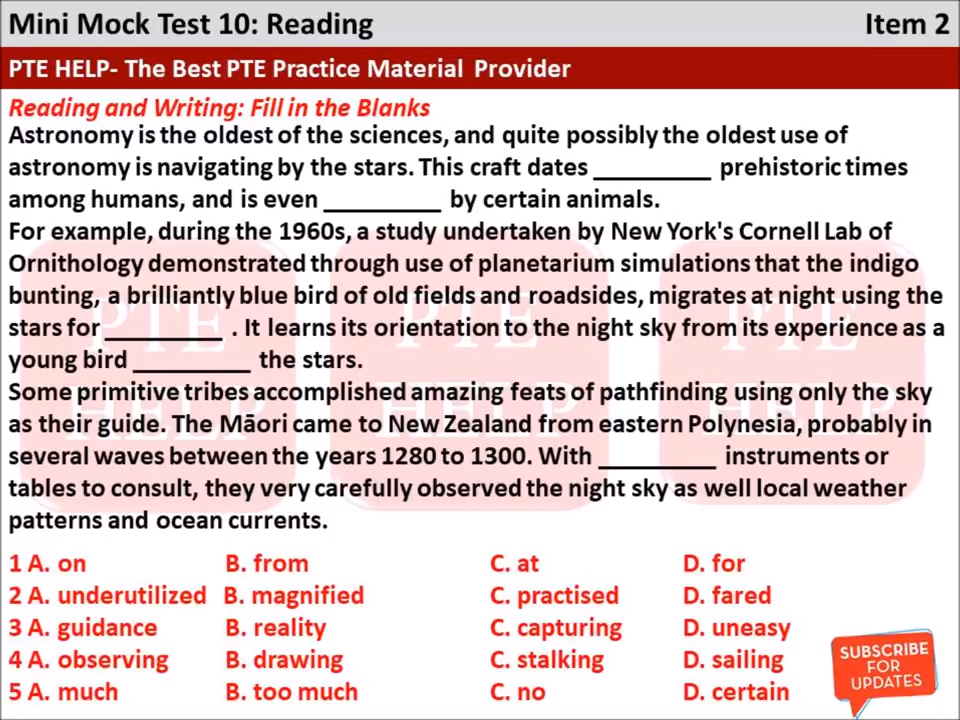 Mini Mock Test 10: Reading Item 2
PTE HELP- The Best PTE Practice Material Provider
Reading and Writing: Fill in the Blanks
Astronomy is the oldest of the sciences, and quite possibly the oldest use of
astronomy is navigating by the stars. This craft dates _________ prehistoric times
among humans, and is even _________ by certain animals.
For example, during the 1960s, a study undertaken by New York's Cornell Lab of
Ornithology demonstrated through use of planetarium simulations that the indigo
bunting, a brilliantly blue bird of old fields and roadsides, migrates at night using the
stars for _________ . It learns its orientation to the night sky from its experience as a
young bird _________ the stars.
Some primitive tribes accomplished amazing feats of pathfinding using only the sky
as their guide. The Māori came to New Zealand from eastern Polynesia, probably in
several waves between the years 1280 to 1300. With _________ instruments or
tables to consult, they very carefully observed the night sky as well local weather
patterns and ocean currents.
1 A. on B. from C. at D. for
2 A. underutilized B. magnified C. practised D. fared
3 A. guidance B. reality C. capturing D. uneasy
4 A. observing B. drawing C. stalking D. sailing
5 A. much B. too much C. no D. certain
SUBSCRIBE
FOR
UPDATES
PTE PTE PTE
HELP HELP HELP